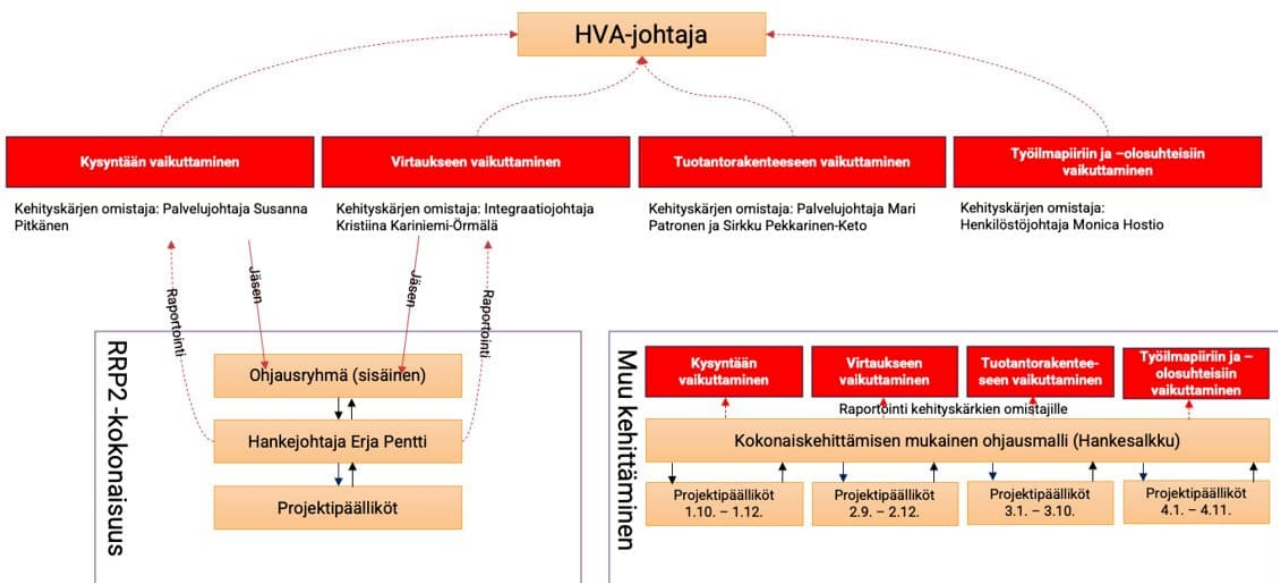 HVA-johtaja
Kysyntään vaikuttaminen
Virtaukseen vaikuttaminen
Tuotantorakenteeseen vaikuttaminen
Työilmapiiriin ja –olosuhteisiin
vaikuttaminen
Kehityskärjen omistaja: Palvelujohtaja Susanna
Pitkänen
Kehityskärjen omistaja: Integraatiojohtaja
Kristiina Kariniemi-Örmälä
Kehityskärjen omistaja: Palvelujohtaja Mari
Patronen ja Sirkku Pekkarinen-Keto
Kehityskärjen omistaja:
Henkilöstöjohtaja Monica Hostio
Raportointi
Jäsen
Jäsen
Raportointi
RRP2 -kokonaisuus
Ohjausryhmä (sisäinen)
Hankejohtaja Erja Pentti
Projektipäälliköt
Muu kehittäminen
Kysyntään
vaikuttaminen
Virtaukseen
vaikuttaminen
Tuotantorakentee-
seen vaikuttaminen
Työilmapiiriin ja –
olosuhteisiin
vaikuttaminen
Raportointi kehityskärkien omistajille
Kokonaiskehittämisen mukainen ohjausmalli (Hankesalkku)
Projektipäälliköt
1.10. – 1.12.
Projektipäälliköt
2.9. – 2.12.
Projektipäälliköt
3.1. – 3.10.
Projektipäälliköt
4.1. – 4.11.